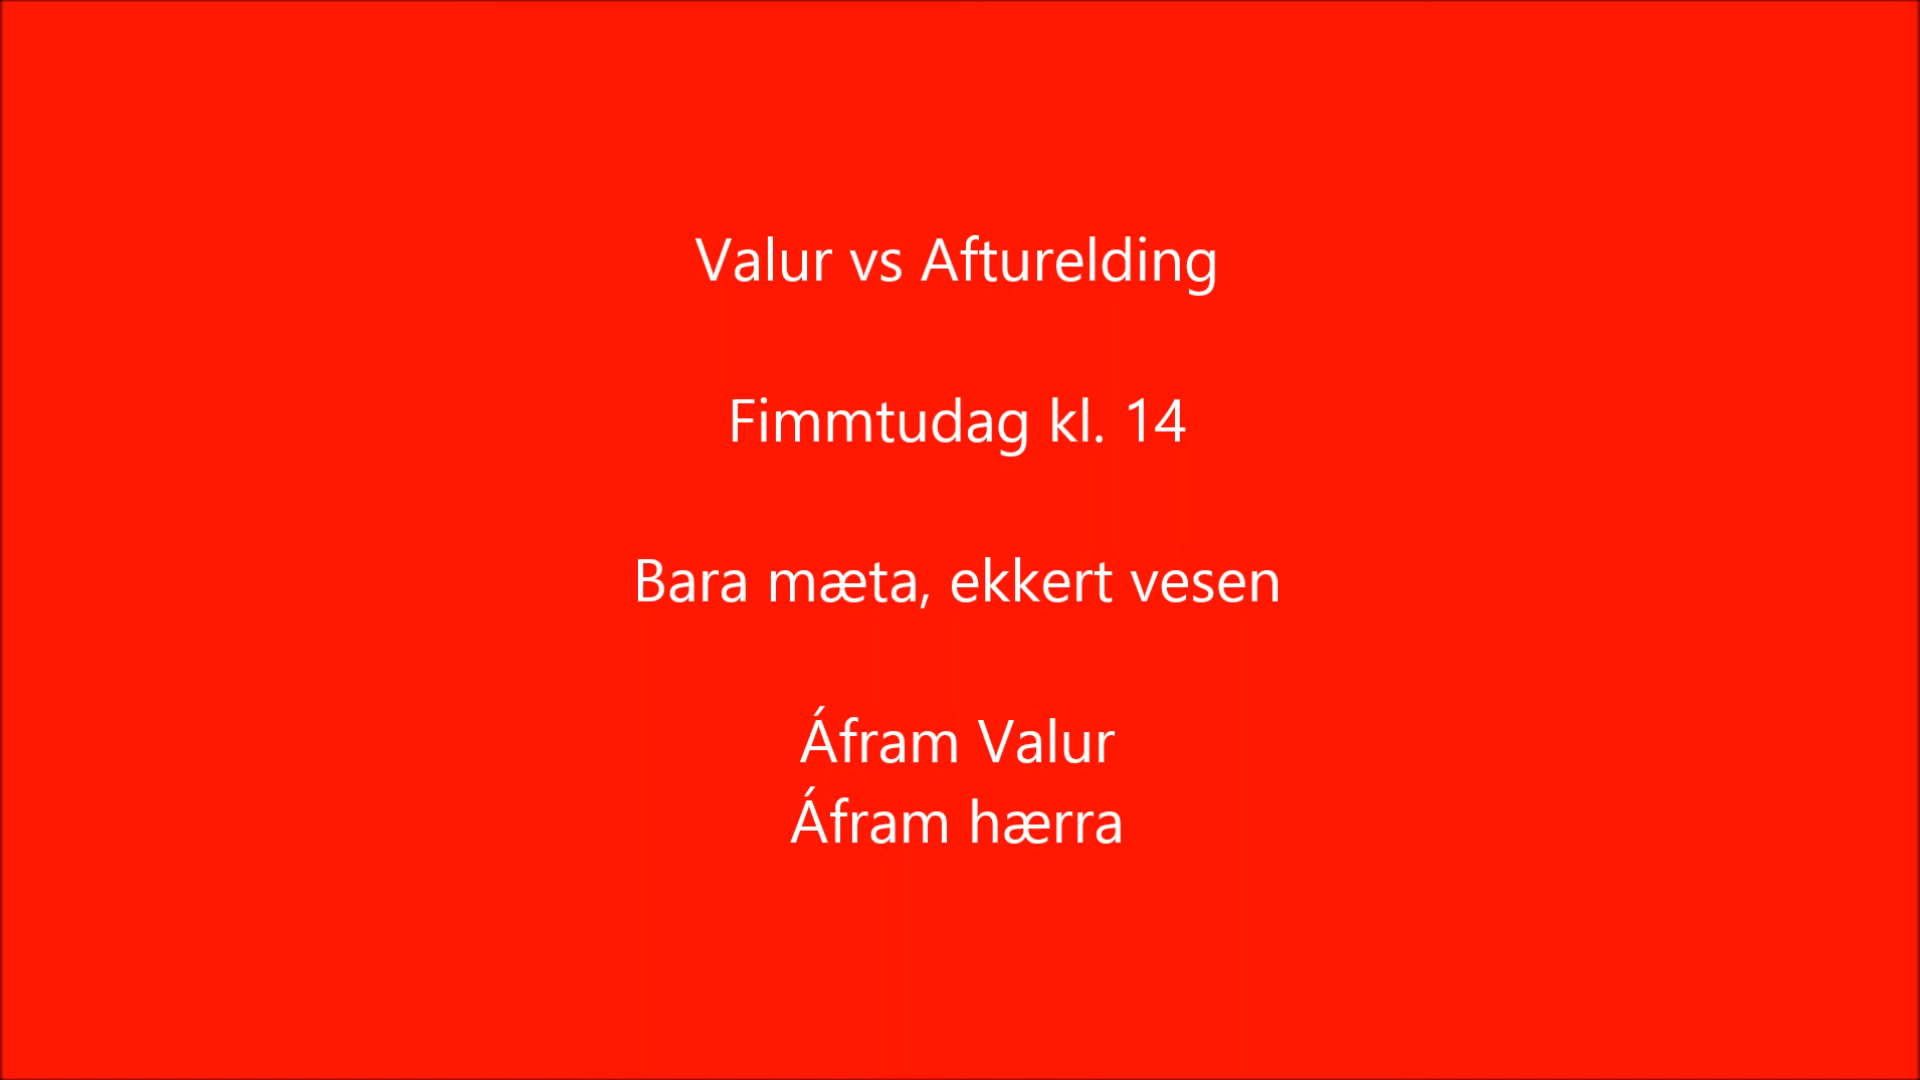 Valur vs Afturelding
Fimmtudag kl. 14
Bara mæta, ekkert vesen
Áfram Valur
Áfram hærra